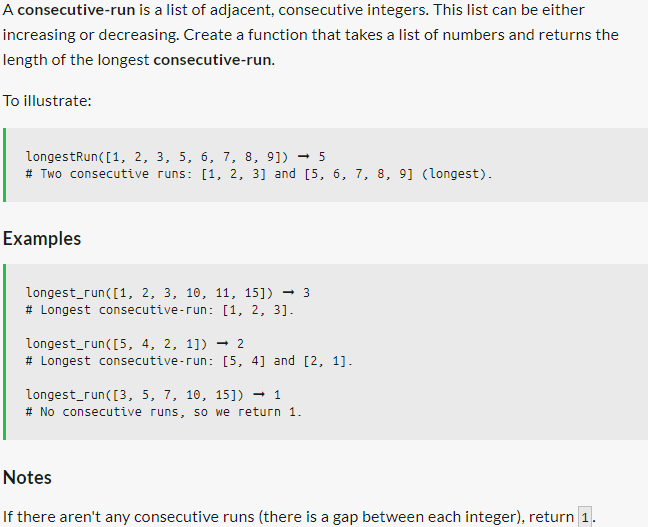 A consecutive-run is a list of adjacent, consecutive integers. This list can be either
increasing or decreasing. Create a function that takes a list of numbers and returns the
length of the longest consecutive-run.
To illustrate:
longestRun([1, 2, 3, 5, 6, 7, 8, 9]) ➞ 5
# Two consecutive runs: [1, 2, 3] and [5, 6, 7, 8, 9] (longest).
Examples
longest_run([1, 2, 3, 10, 11, 15]) ➞ 3
# Longest consecutive-run: [1, 2, 3].
longest_run([5, 4, 2, 1]) ➞ 2
# Longest consecutive-run: [5, 4] and [2, 1].
longest_run([3, 5, 7, 10, 15]) ➞ 1
# No consecutive runs, so we return 1.
Notes
If there aren't any consecutive runs (there is a gap between each integer), return 1.